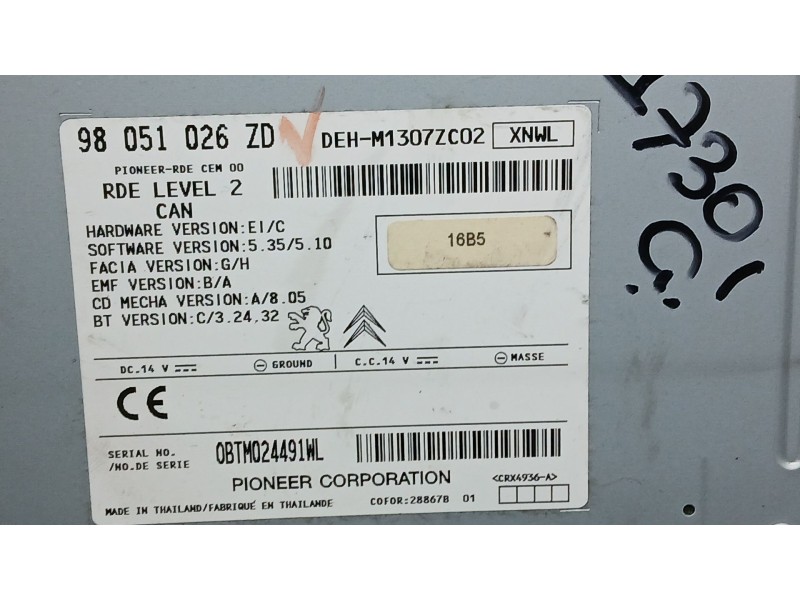 98 051 026 ZD DEH-M1307ZC02 XNWL
PIONEER-RDE CEM 00
RDE LEVEL 2
CAN
HARDWARE VERSION:EI/C
SOFTWARE VERSION:5.35/5.10
FACIA VERSION:G/H
EMF VERSION:B/A
CD MECHA VERSION:A/8.05
BT VERSION:C/3.24.32
16B5
DC.14 V GROUND C.C.14 V MASSE
CE
SERIAL NO.
/NO.DE SERIE
0BTM024491WL
PIONEER CORPORATION
<CRX4936-A>
MADE IN THAILAND/FABRIQUÉ EN THAILANDE COFOR:288678 01